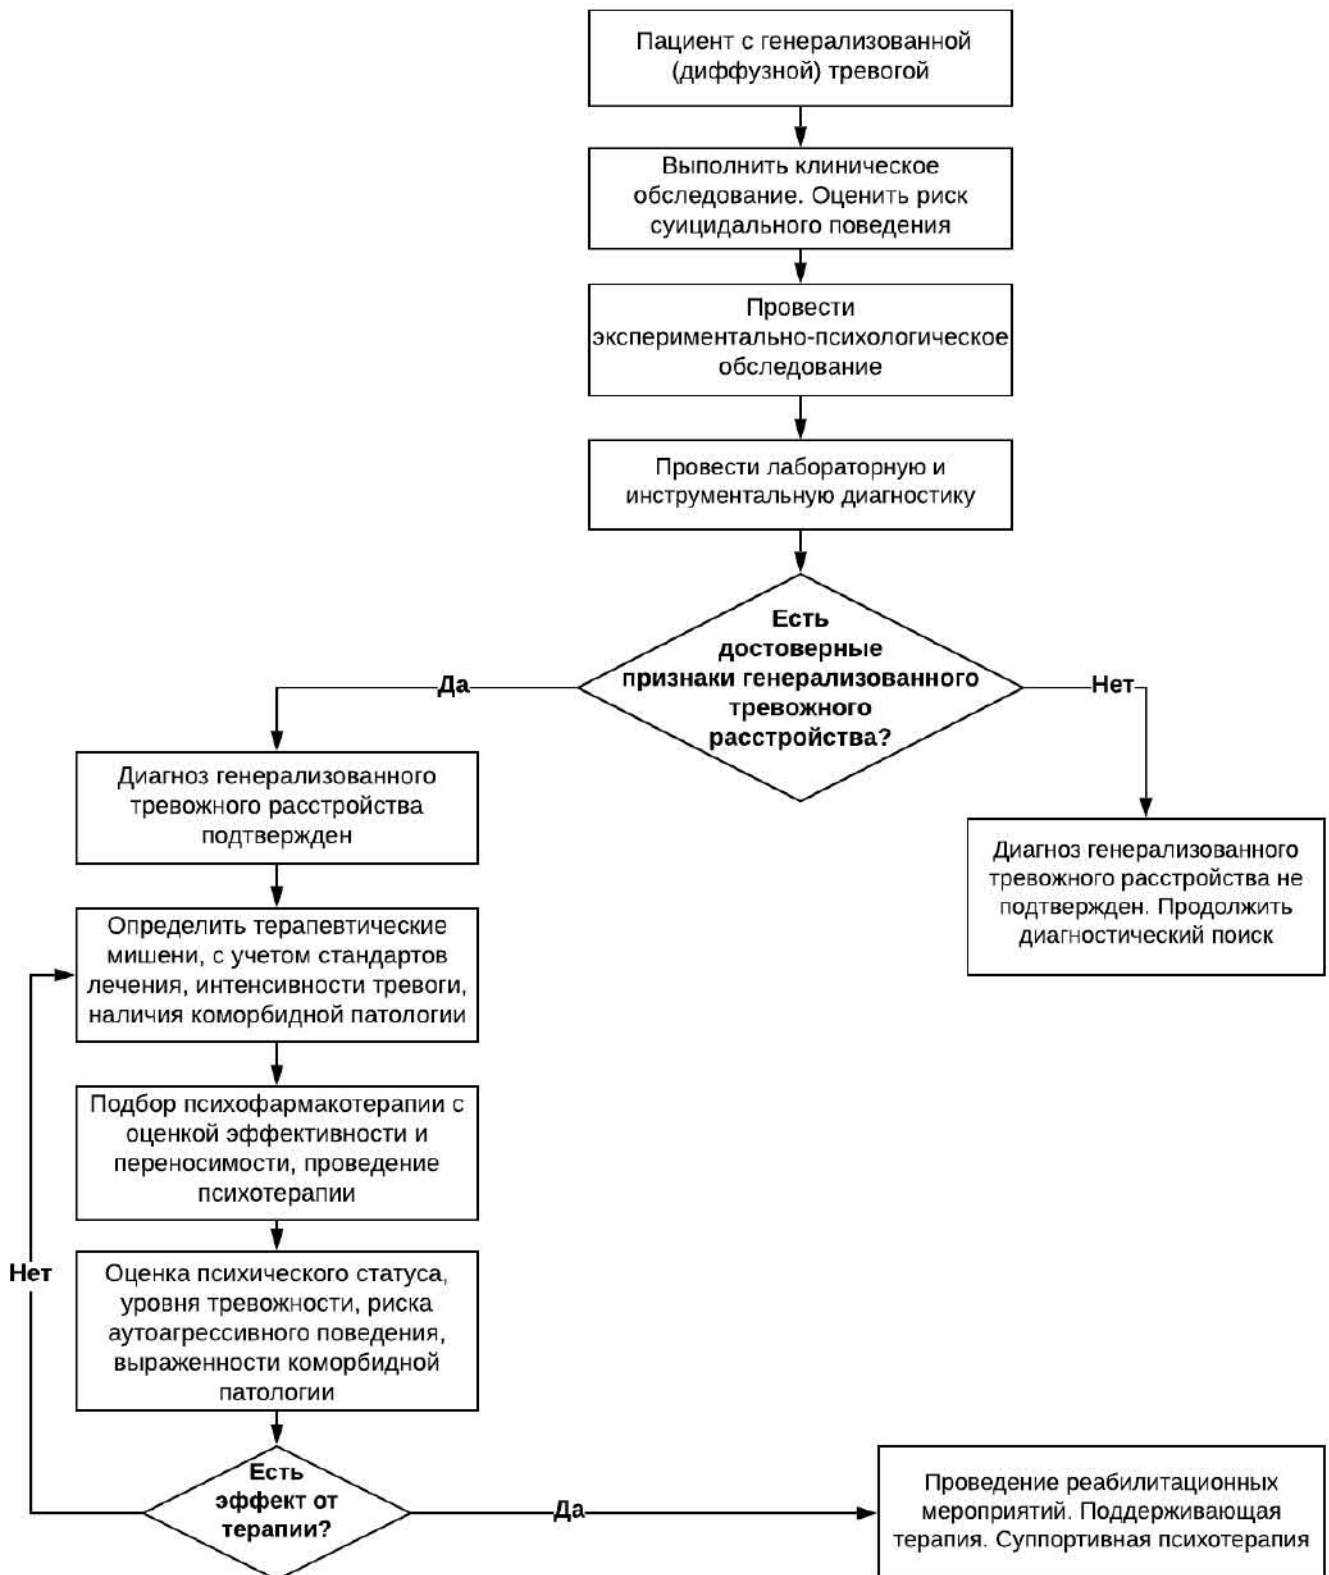 Пациент с генерализованной
(диффузной) тревогой
Выполнить клиническое
обследование. Оценить риск
суицидального поведения
Провести
экспериментально-психологическое
обследование
Провести лабораторную и
инструментальную диагностику
Есть
достоверные
признаки генерализованного
тревожного
расстройства?
Да
Нет
Диагноз генерализованного
тревожного расстройства
подтвержден
Диагноз генерализованного
тревожного расстройства не
подтвержден. Продолжить
диагностический поиск
Определить терапевтические
мишени, с учетом стандартов
лечения, интенсивности тревоги,
наличия коморбидной патологии
Подбор психофармакотерапии с
оценкой эффективности и
переносимости, проведение
психотерапии
Оценка психического статуса,
уровня тревожности, риска
аутоагрессивного поведения,
выраженности коморбидной
патологии
Нет
Есть
эффект от
терапии?
Да
Проведение реабилитационных
мероприятий. Поддерживающая
терапия. Суппортивная психотерапия